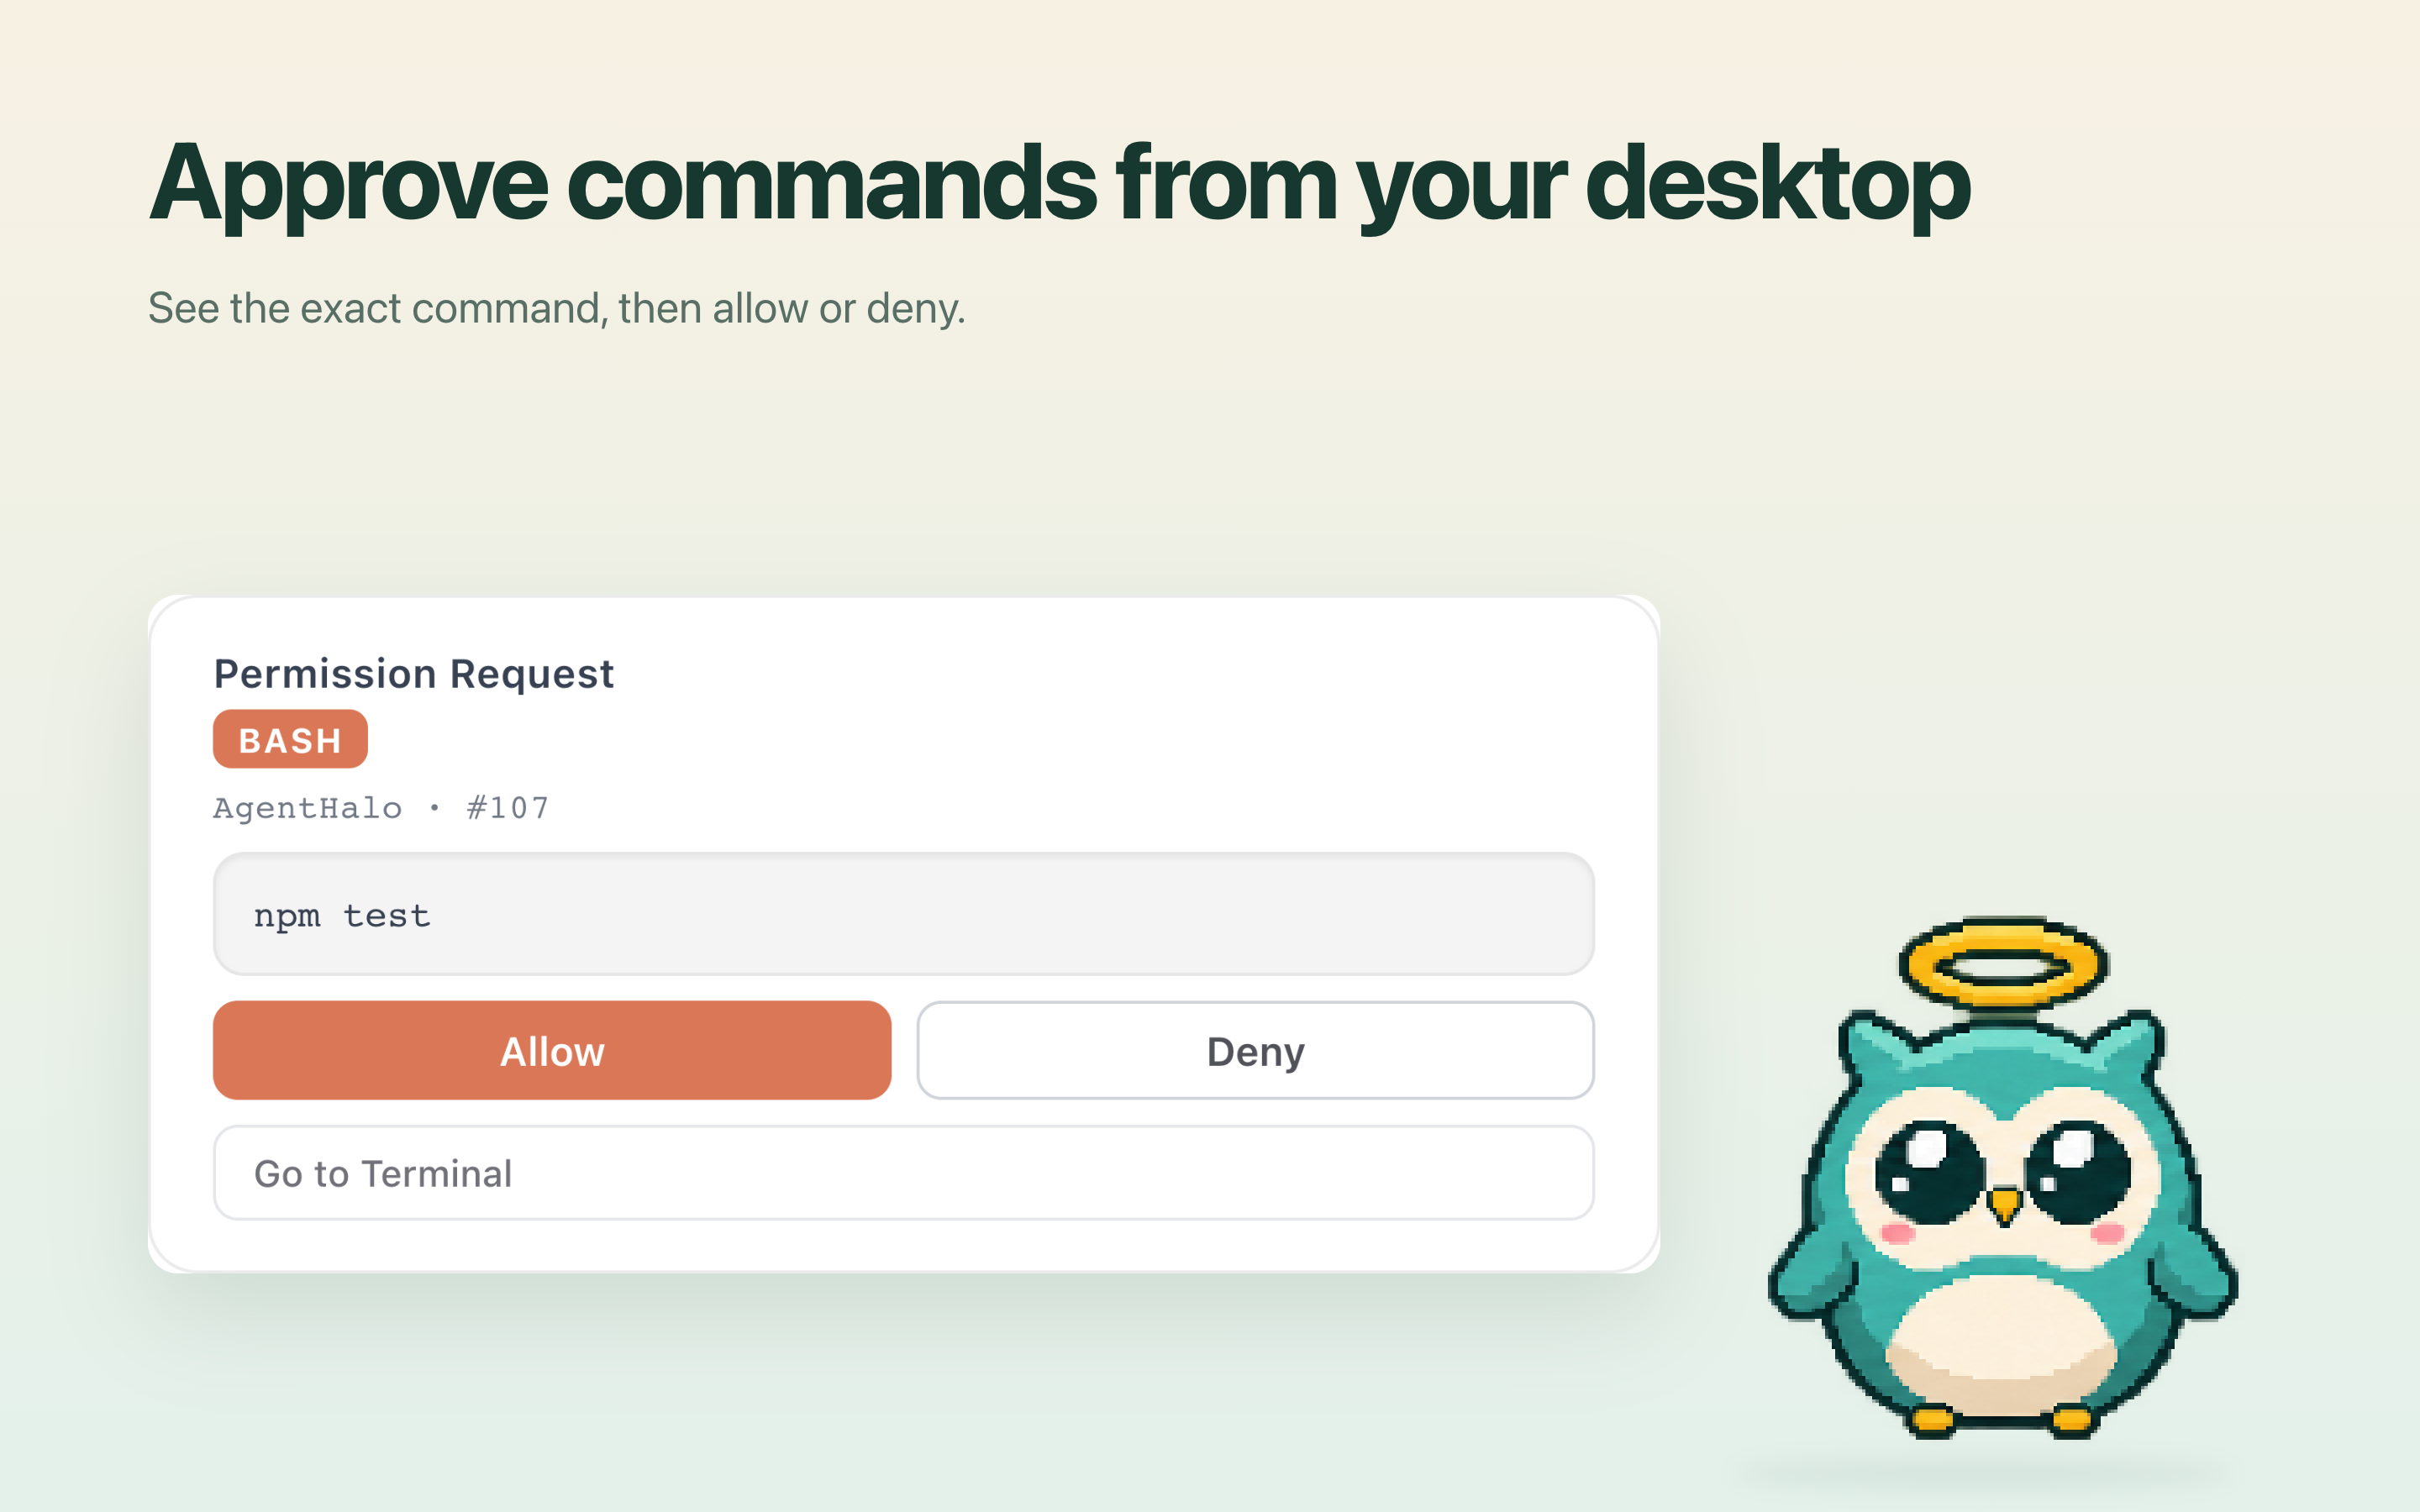 Approve commands from your desktop
See the exact command, then allow or deny.
Permission Request
BASH
AgentHalo • #107
npm test
Allow
Deny
Go to Terminal